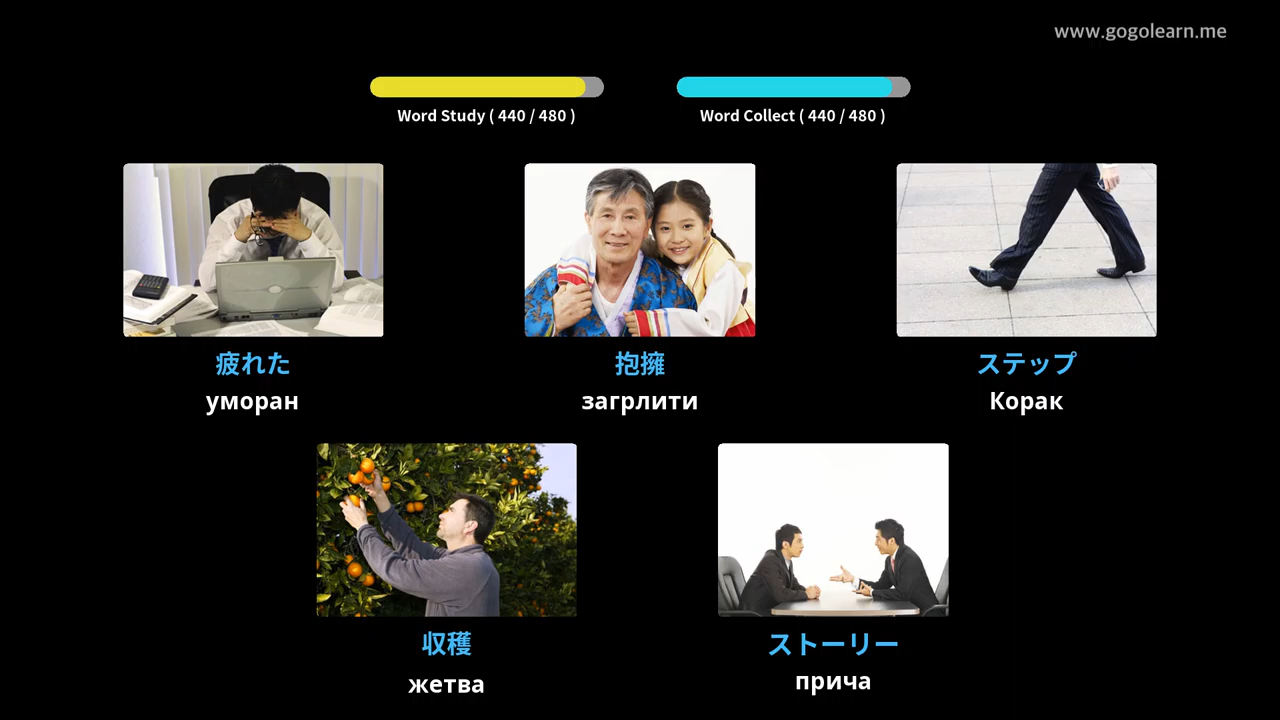 www.gogolearn.me
Word Study ( 440 / 480 )
Word Collect ( 440 / 480 )
疲れた
уморан
抱擁
загрлити
ステップ
Корак
収穫
жетва
ストーリー
прича